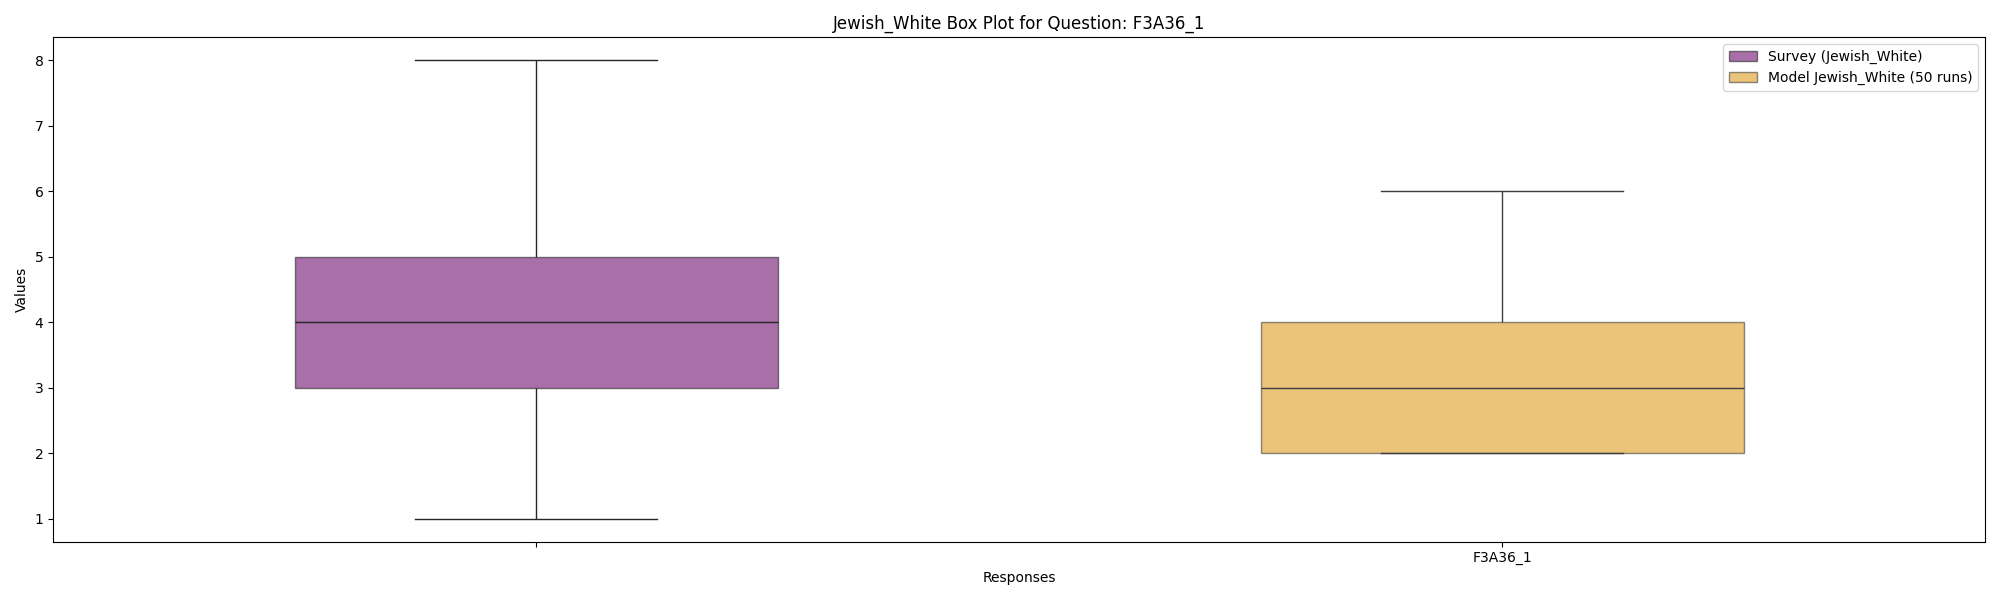 Jewish_White Box Plot for Question: F3A36_1
Survey (Jewish_White)
Model Jewish_White (50 runs)
Values
8
7
6
5
4
3
2
1
F3A36_1
Responses